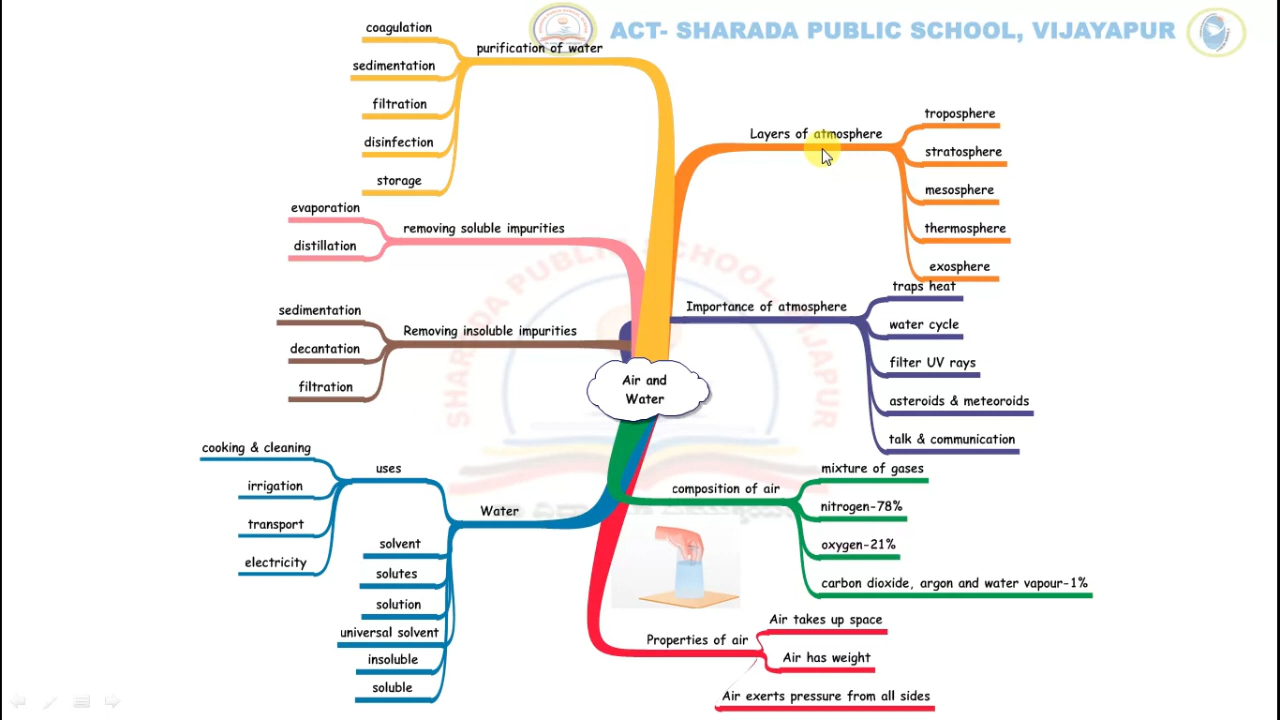 ACT- SHARADA PUBLIC SCHOOL, VIJAYAPUR
coagulation
sedimentation
filtration
disinfection
storage
purification of water
evaporation
distillation
removing soluble impurities
sedimentation
decantation
filtration
Removing insoluble impurities
Air and
Water
cooking & cleaning
irrigation
transport
electricity
uses
Water
solvent
solutes
solution
universal solvent
insoluble
soluble
Layers of atmosphere
troposphere
stratosphere
mesosphere
thermosphere
exosphere
Importance of atmosphere
traps heat
water cycle
filter UV rays
asteroids & meteoroids
talk & communication
composition of air
mixture of gases
nitrogen-78%
oxygen-21%
carbon dioxide, argon and water vapour-1%
Properties of air
Air takes up space
Air has weight
Air exerts pressure from all sides
SHARADA PUBLIC SCHOOL, VIJAPUR